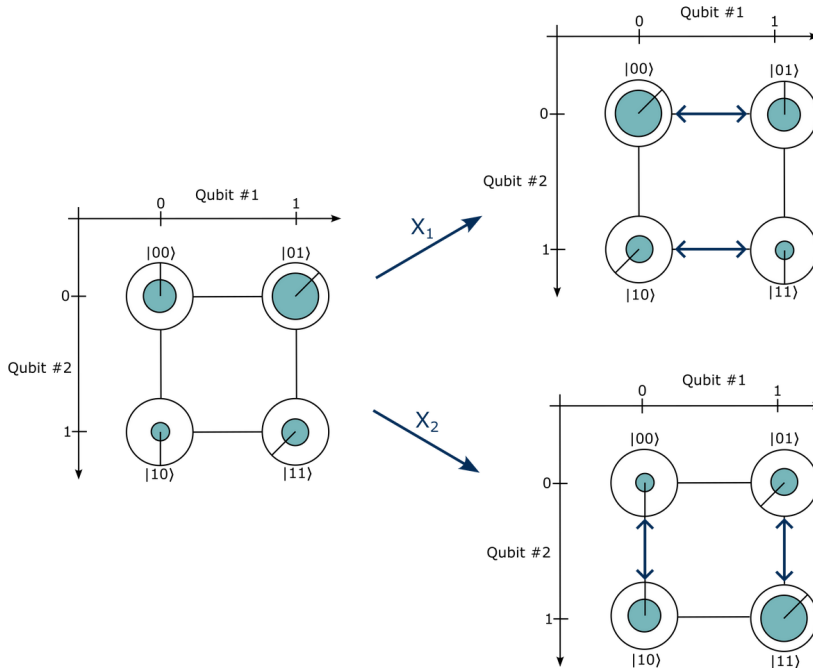 Qubit #1
0 1
|00⟩ |01⟩
0
Qubit #2
1
|10⟩ |11⟩
X₁
Qubit #1
0 1
|00⟩ |01⟩
0
Qubit #2
1
|10⟩ |11⟩
X₂
Qubit #1
0 1
|00⟩ |01⟩
0
Qubit #2
1
|10⟩ |11⟩